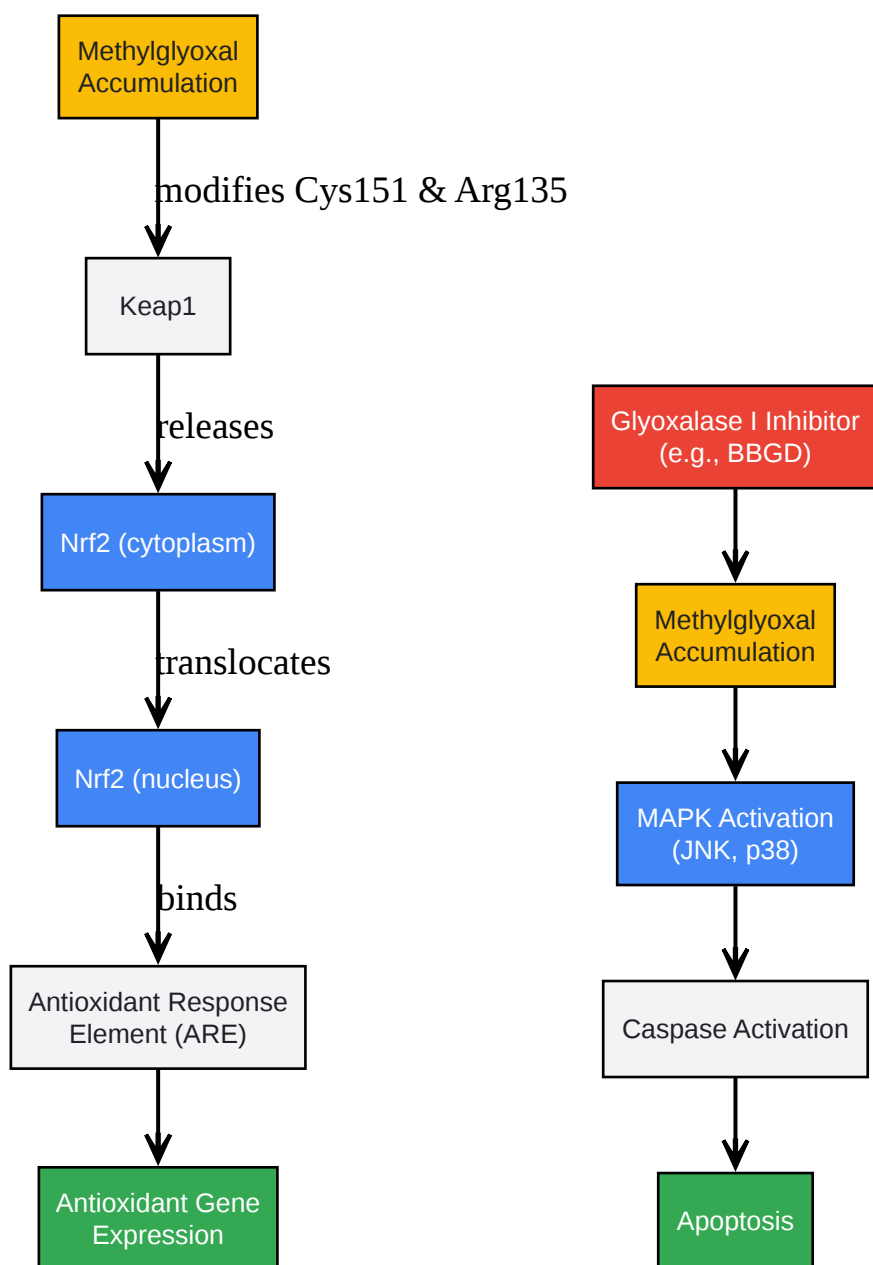 Methylglyoxal
Accumulation
modifies Cys151 & Arg135
Keap1
releases
Nrf2 (cytoplasm)
translocates
Nrf2 (nucleus)
binds
Antioxidant Response
Element (ARE)
Antioxidant Gene
Expression
Glyoxalase I Inhibitor
(e.g., BBGD)
Methylglyoxal
Accumulation
MAPK Activation
(JNK, p38)
Caspase Activation
Apoptosis